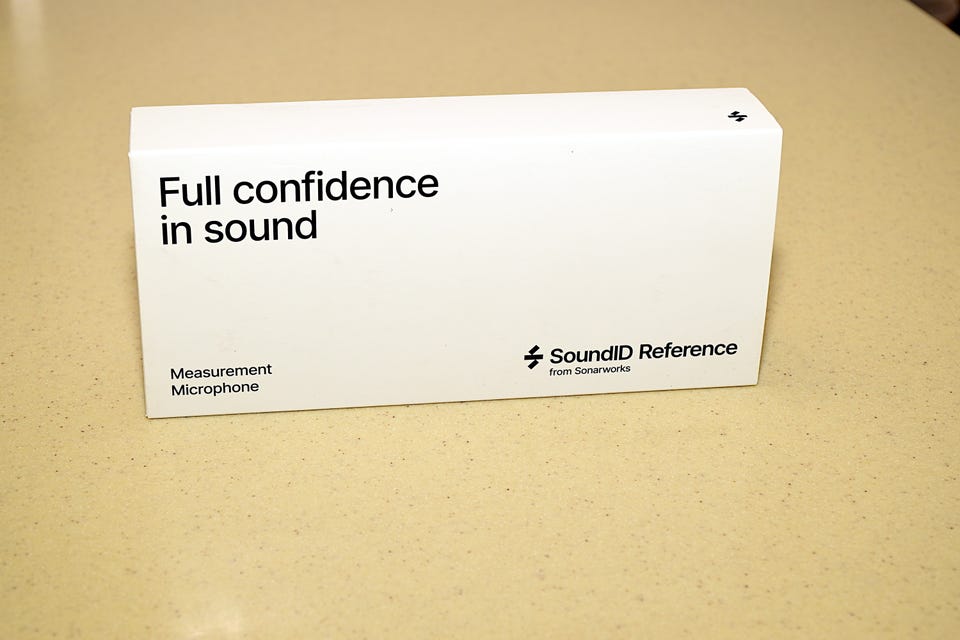 Full confidence
in sound
Measurement
Microphone
SoundID Reference
from Sonarworks